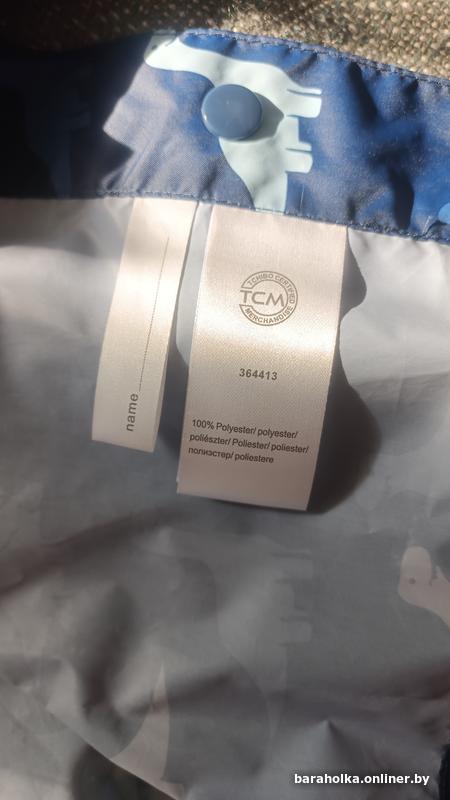 TCHIBO CERTIFIED
TCM
MERCHANDISE
364413
100% Polyester/ polyester/
poliészter/ Poliester/ poliester/
полиэстер/ poliestere
name
baraholka.onliner.by